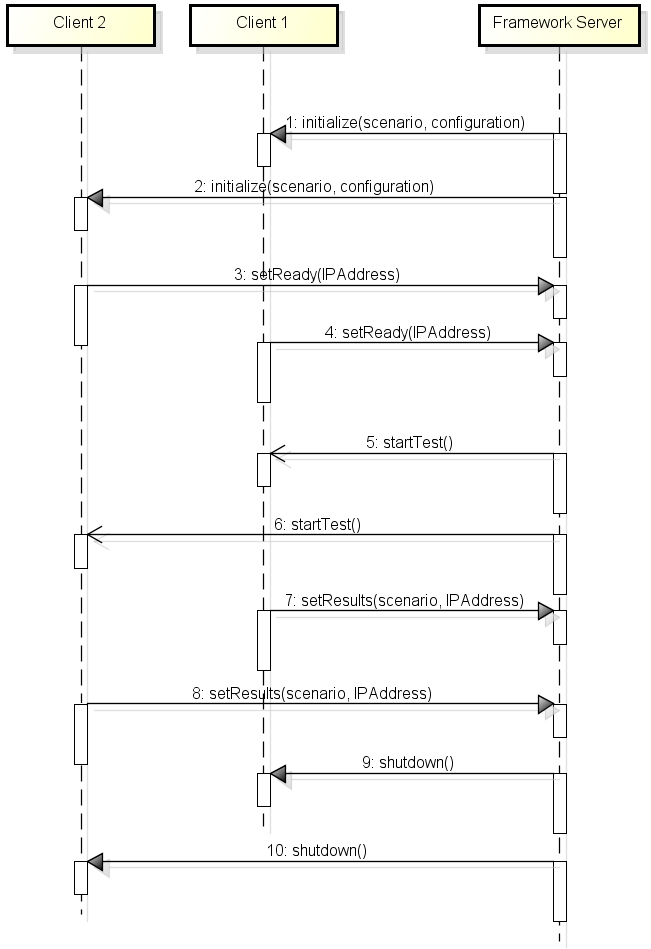 Client 2
Client 1
Framework Server
1: initialize(scenario, configuration)
2: initialize(scenario, configuration)
3: setReady(IPAddress)
4: setReady(IPAddress)
5: startTest()
6: startTest()
7: setResults(scenario, IPAddress)
8: setResults(scenario, IPAddress)
9: shutdown()
10: shutdown()